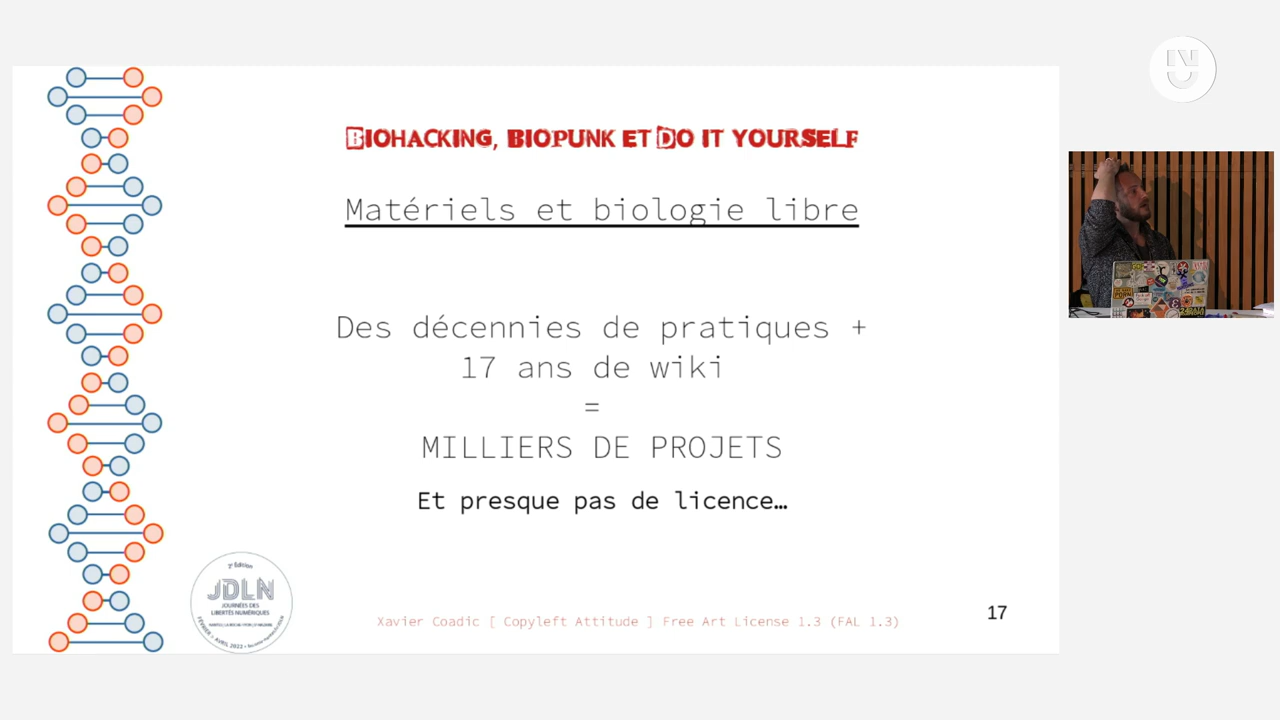 BIOHACKING, BIOPUNK ET DO IT YOURSELF
Matériels et biologie libre
Des décennies de pratiques +
17 ans de wiki
=
MILLIERS DE PROJETS
Et presque pas de licence…
2e Édition
JDLN
JOURNÉES DES
LIBERTÉS NUMÉRIQUES
Xavier Coadic [ Copyleft Attitude ] Free Art License 1.3 (FAL 1.3)
17